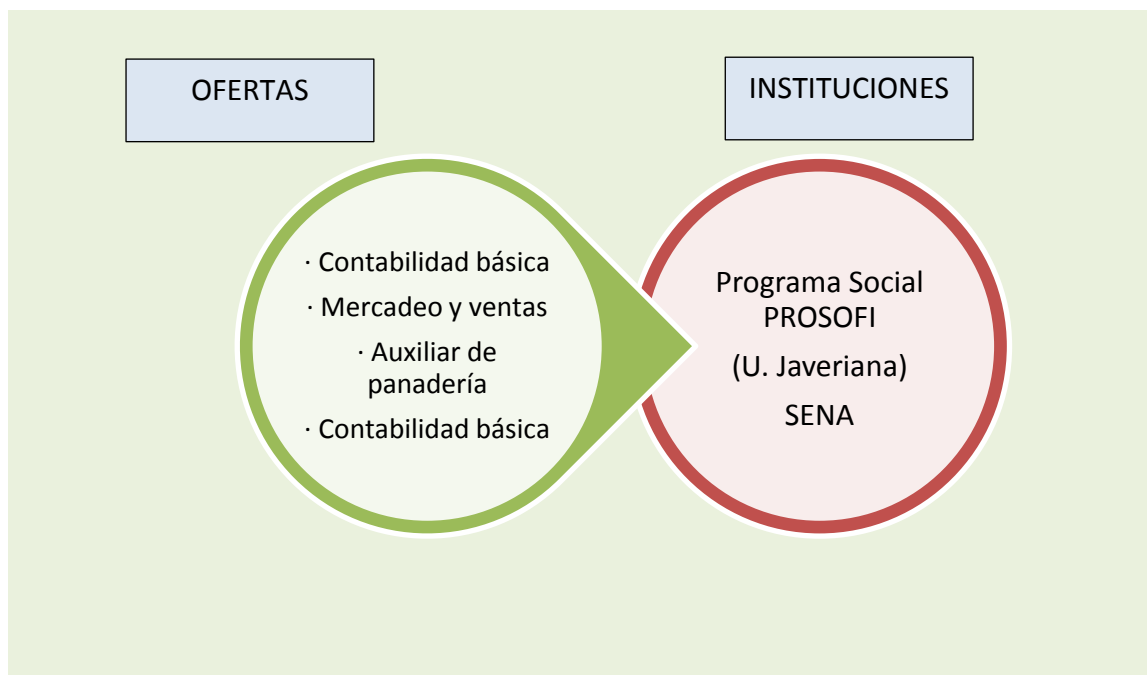 OFERTAS
INSTITUCIONES
· Contabilidad básica
· Mercadeo y ventas
· Auxiliar de
panadería
· Contabilidad básica
Programa Social
PROSOFI
(U. Javeriana)
SENA